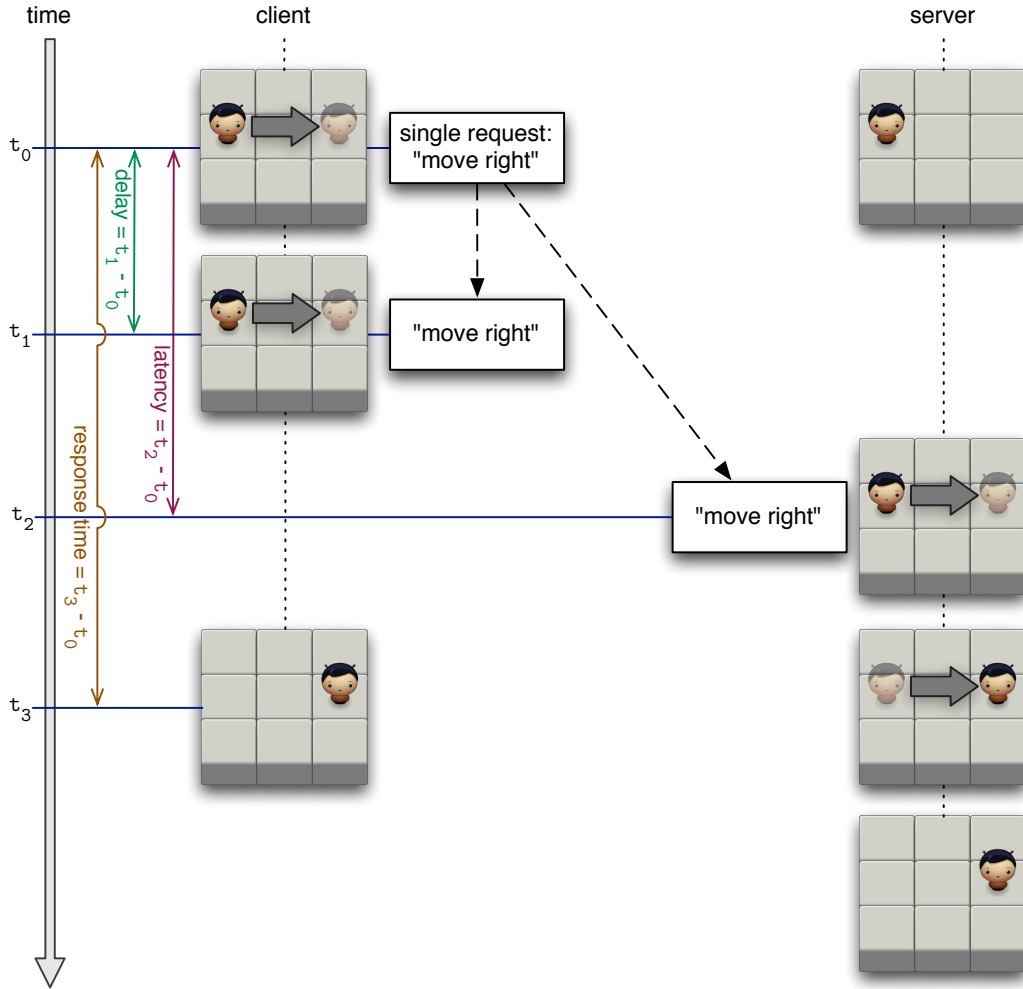 time
client
server
t0
single request:
"move right"
delay = t1 - t0
t1
"move right"
latency = t2 - t0
response time = t3 - t0
t2
"move right"
t3